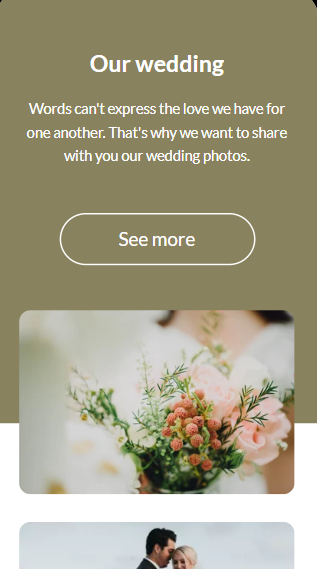 Our wedding
Words can't express the love we have for
one another. That's why we want to share
with you our wedding photos.
See more